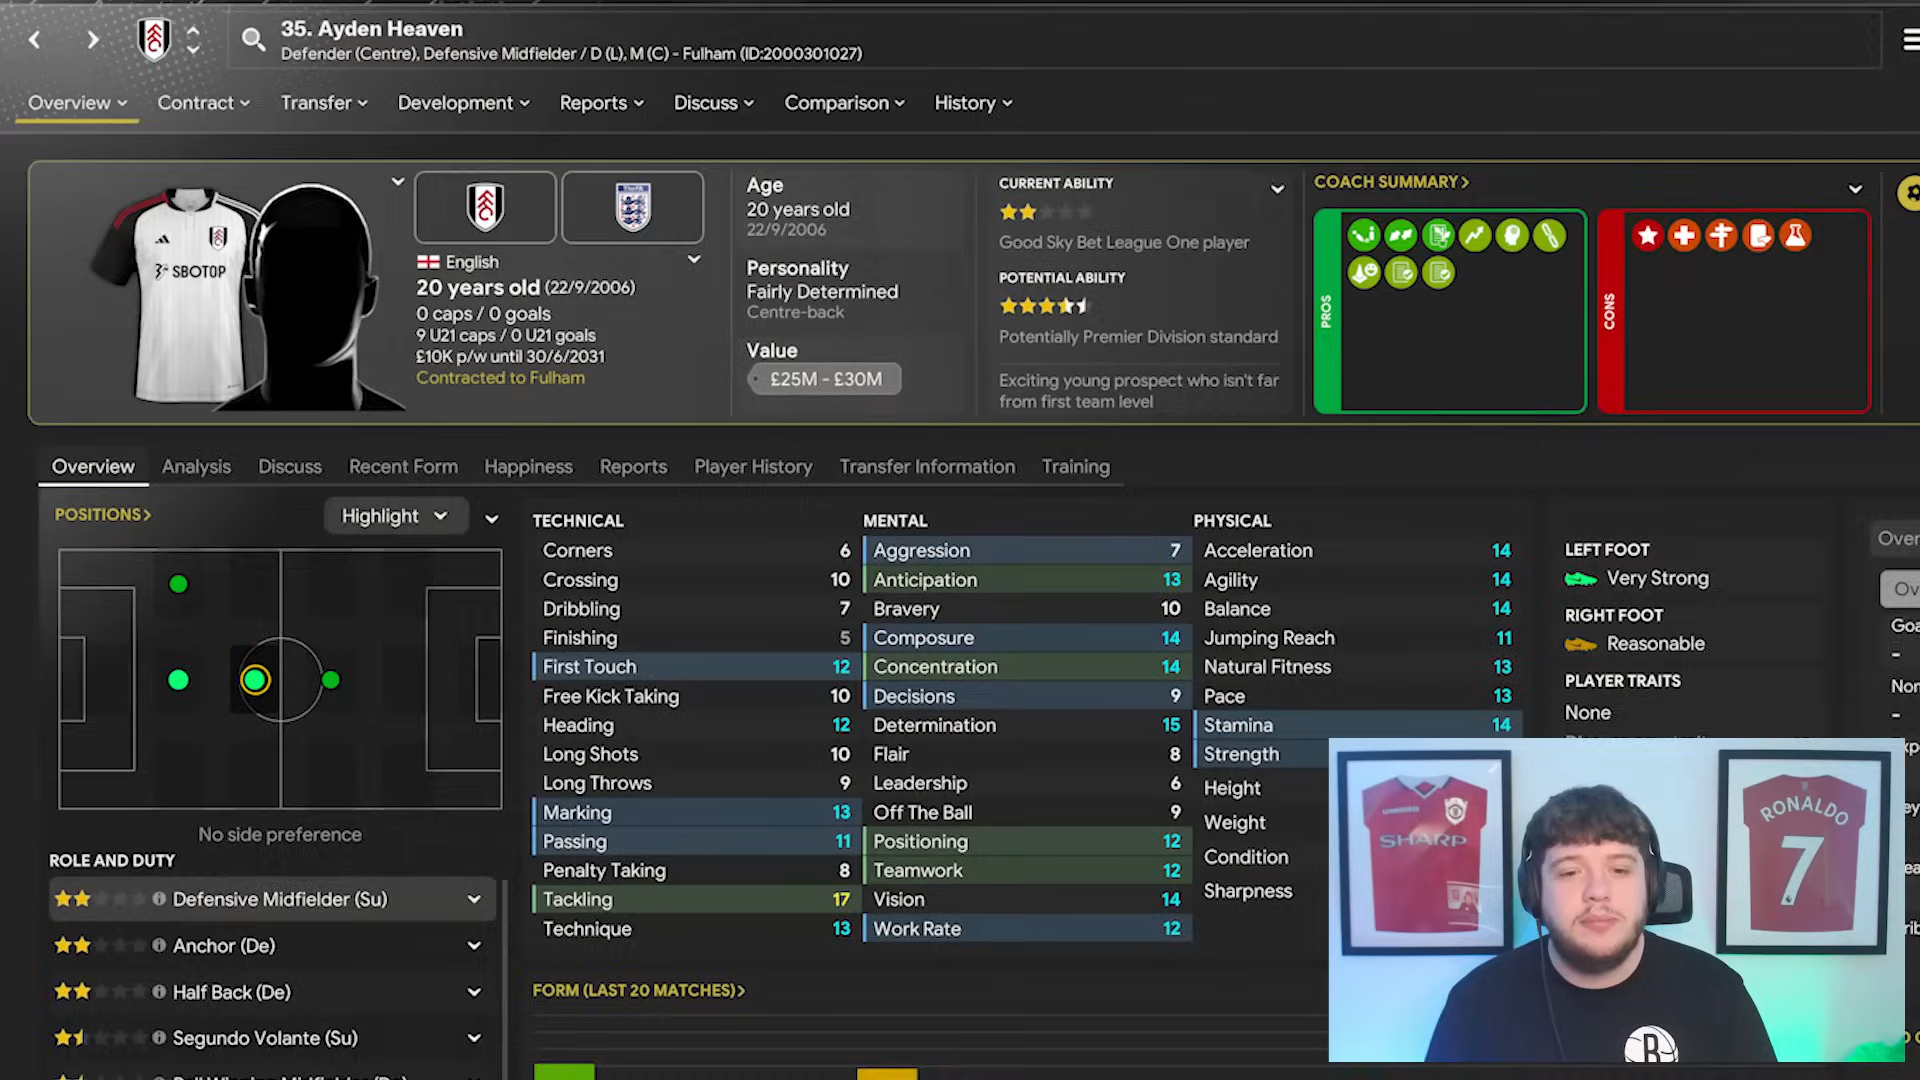 35. Ayden Heaven
Defender (Centre), Defensive Midfielder / D (L), M (C) - Fulham (ID:2000301027)
Overview Contract Transfer Development Reports Discuss Comparison History
SBOTOP
English
20 years old (22/9/2006)
0 caps / 0 goals
9 U21 caps / 0 U21 goals
£10K p/w until 30/6/2031
Contracted to Fulham
Age
20 years old
22/9/2006
Personality
Fairly Determined
Centre-back
Value
£25M - £30M
CURRENT ABILITY
Good Sky Bet League One player
POTENTIAL ABILITY
Potentially Premier Division standard
Exciting young prospect who isn't far
from first team level
COACH SUMMARY>
PROS
CONS
Overview Analysis Discuss Recent Form Happiness Reports Player History Transfer Information Training
POSITIONS>
Highlight
No side preference
ROLE AND DUTY
Defensive Midfielder (Su)
Anchor (De)
Half Back (De)
Segundo Volante (Su)
TECHNICAL
Corners 6
Crossing 10
Dribbling 7
Finishing 5
First Touch 12
Free Kick Taking 10
Heading 12
Long Shots 10
Long Throws 9
Marking 13
Passing 11
Penalty Taking 8
Tackling 17
Technique 13
MENTAL
Aggression 7
Anticipation 13
Bravery 10
Composure 14
Concentration 14
Decisions 9
Determination 15
Flair 8
Leadership 6
Off The Ball 9
Positioning 12
Teamwork 12
Vision 14
Work Rate 12
PHYSICAL
Acceleration 14
Agility 14
Balance 14
Jumping Reach 11
Natural Fitness 13
Pace 13
Stamina 14
Strength
Height
Weight
Condition
Sharpness
LEFT FOOT
Very Strong
RIGHT FOOT
Reasonable
PLAYER TRAITS
None
FORM (LAST 20 MATCHES)>
Over
Ov
Goa
-
Non
-
UMBRO
SHARP
RONALDO
7
B